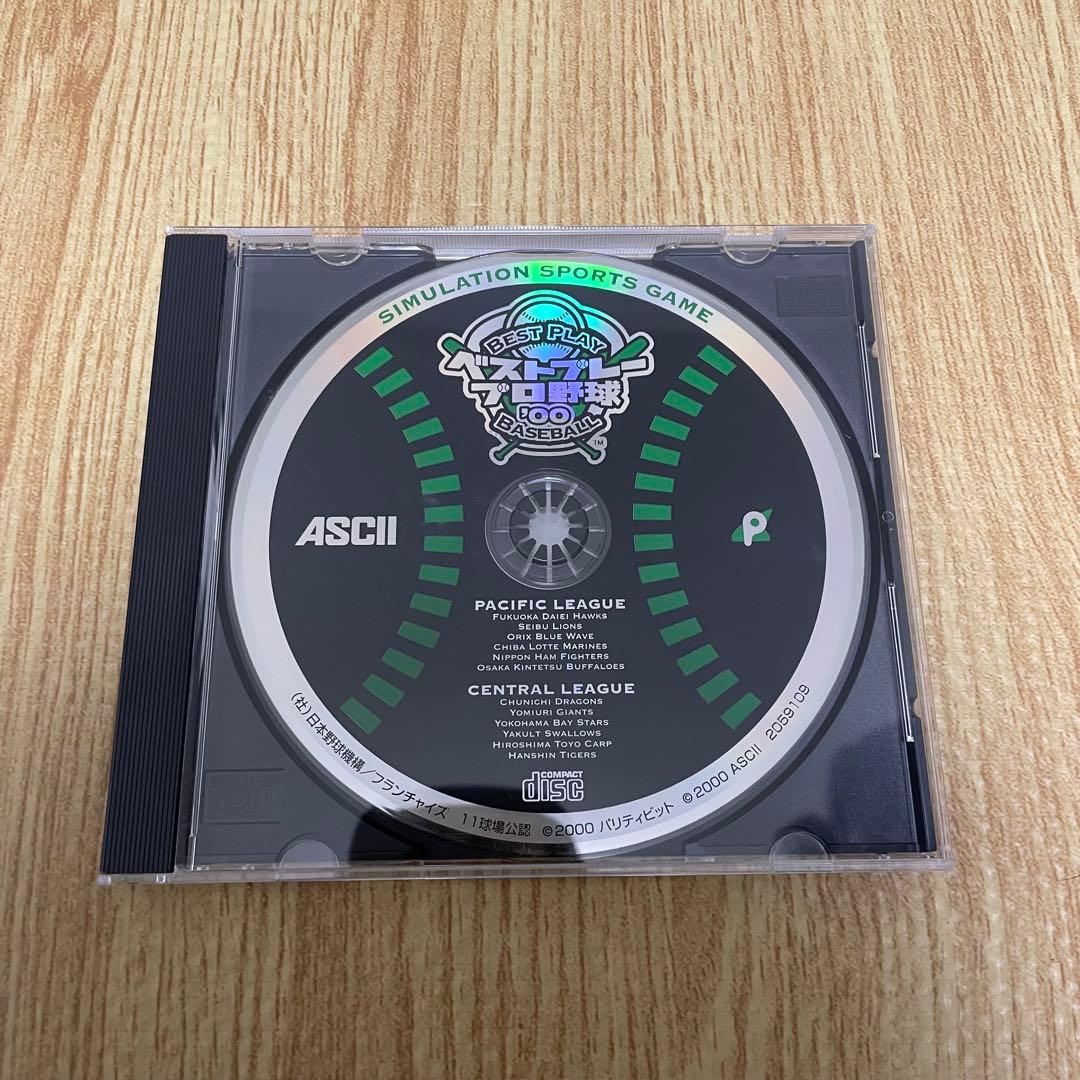 SIMULATION SPORTS GAME
BEST PLAY
ベストプレー
プロ野球
'00
BASEBALL
TM
ASCII
P
PACIFIC LEAGUE
FUKUOKA DAIEI HAWKS
SEIBU LIONS
ORIX BLUE WAVE
CHIBA LOTTE MARINES
NIPPON HAM FIGHTERS
OSAKA KINTETSU BUFFALOES
CENTRAL LEAGUE
CHUNICHI DRAGONS
YOMIURI GIANTS
YOKOHAMA BAY STARS
YAKULT SWALLOWS
HIROSHIMA TOYO CARP
HANSHIN TIGERS
COMPACT
disc
(社)日本野球機構/フランチャイズ 11球場公認 ©2000 パリティビット ©2000 ASCII 2059109